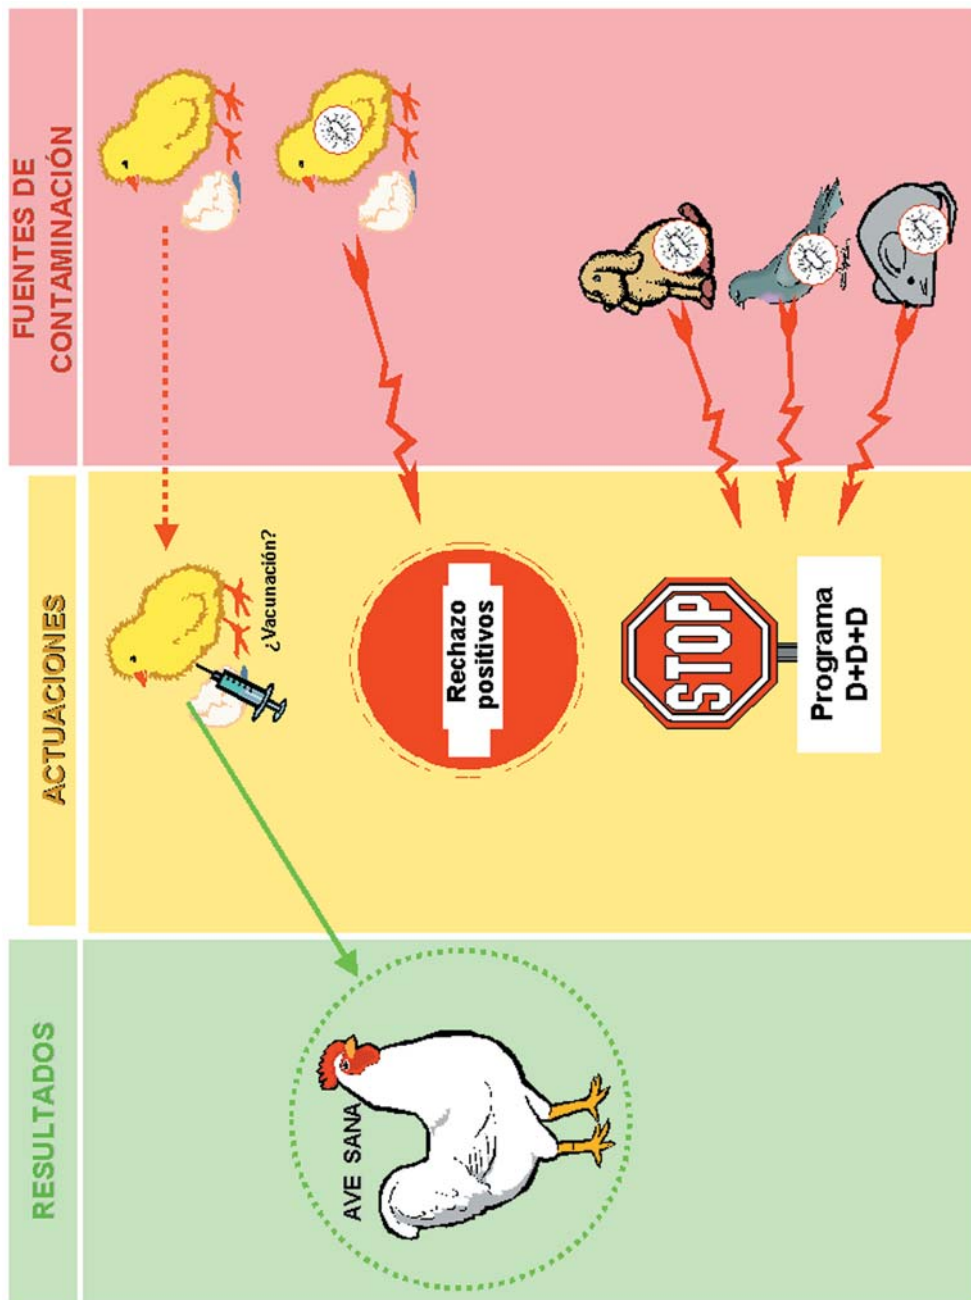 FUENTES DE
CONTAMINACIÓN
ACTUACIONES
¿Vacunación?
Rechazo
positivos
STOP
Programa
D+D+D
RESULTADOS
AVE SANA